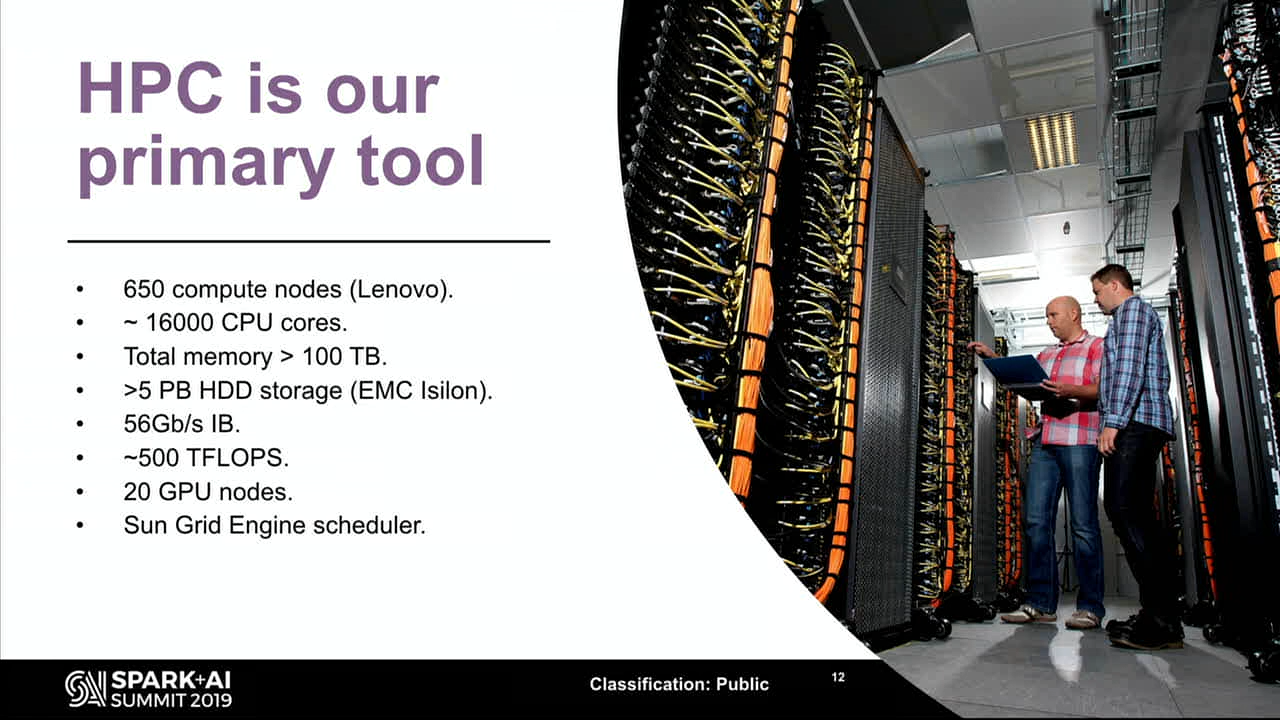 HPC is our
primary tool
• 650 compute nodes (Lenovo).
• ~ 16000 CPU cores.
• Total memory > 100 TB.
• >5 PB HDD storage (EMC Isilon).
• 56Gb/s IB.
• ~500 TFLOPS.
• 20 GPU nodes.
• Sun Grid Engine scheduler.
SPARK+AI
SUMMIT 2019
Classification: Public
12